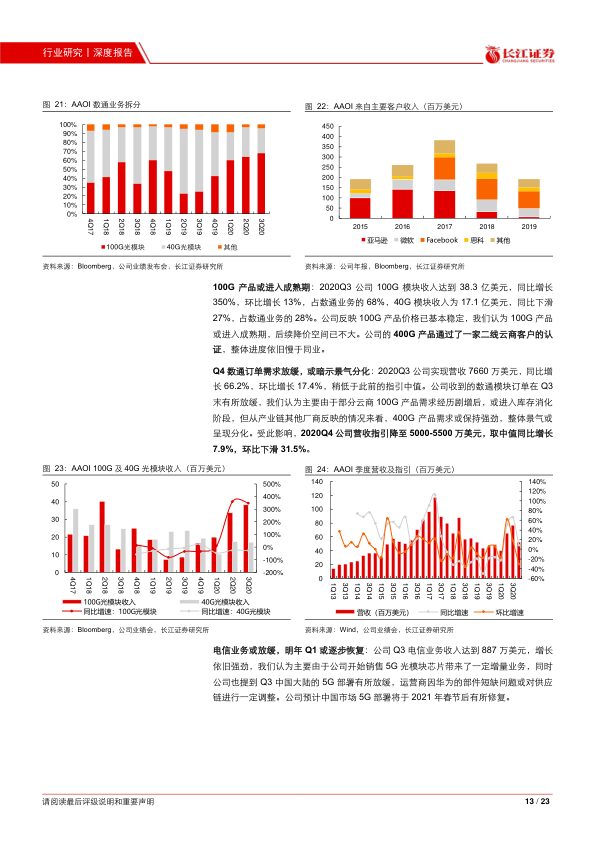 行业研究丨深度报告
长江证券
CHANGJIANG SECURITIES
图 21：AAOI 数通业务拆分
100%
90%
80%
70%
60%
50%
40%
30%
20%
10%
0%
4Q17
1Q18
2Q18
3Q18
4Q18
1Q19
2Q19
3Q19
4Q19
1Q20
2Q20
3Q20
100G光模块 40G光模块 其他
资料来源：Bloomberg，公司业绩发布会，长江证券研究所
图 22：AAOI 来自主要客户收入（百万美元）
450
400
350
300
250
200
150
100
50
0
2015 2016 2017 2018 2019
亚马逊 微软 Facebook 思科 其他
资料来源：公司年报，Bloomberg，长江证券研究所
100G 产品或进入成熟期：2020Q3 公司 100G 模块收入达到 38.3 亿美元，同比增长
350%，环比增长 13%，占数通业务的 68%，40G 模块收入为 17.1 亿美元，同比下滑
27%，占数通业务的 28%。公司反映 100G 产品价格已基本稳定，我们认为 100G 产品
或进入成熟期，后续降价空间已不大。公司的 400G 产品通过了一家二线云商客户的认
证，整体进度依旧慢于同业。
Q4 数通订单需求放缓，或暗示景气分化：2020Q3 公司实现营收 7660 万美元，同比增
长 66.2%，环比增长 17.4%，稍低于此前的指引中值。公司收到的数通模块订单在 Q3
末有所放缓，我们认为主要由于部分云商 100G 产品需求经历剧增后，或进入库存消化
阶段，但从产业链其他厂商反映的情况来看，400G 产品需求或保持强劲，整体景气或
呈现分化。受此影响，2020Q4 公司营收指引降至 5000-5500 万美元，取中值同比增长
7.9%，环比下滑 31.5%。
图 23：AAOI 100G 及 40G 光模块收入（百万美元）
50
40
30
20
10
0
500%
400%
300%
200%
100%
0%
-100%
-200%
4Q17
1Q18
2Q18
3Q18
4Q18
1Q19
2Q19
3Q19
4Q19
1Q20
2Q20
3Q20
100G光模块收入 40G光模块收入
同比增速：100G光模块 同比增速：40G光模块
资料来源：Bloomberg，公司业绩会，长江证券研究所
图 24：AAOI 季度营收及指引（百万美元）
140
120
100
80
60
40
20
0
140%
120%
100%
80%
60%
40%
20%
0%
-20%
-40%
-60%
1Q13
3Q13
1Q14
3Q14
1Q15
3Q15
1Q16
3Q16
1Q17
3Q17
1Q18
3Q18
1Q19
3Q19
1Q20
3Q20
营收（百万美元） 同比增速 环比增速
资料来源：Wind，公司业绩会，长江证券研究所
电信业务或放缓，明年 Q1 或逐步恢复：公司 Q3 电信业务收入达到 887 万美元，增长
依旧强劲，我们认为主要由于公司开始销售 5G 光模块芯片带来了一定增量业务，同时
公司也提到 Q3 中国大陆的 5G 部署有所放缓，运营商因华为的部件短缺问题或对供应
链进行一定调整。公司预计中国市场 5G 部署将于 2021 年春节后有所修复。
请阅读最后评级说明和重要声明
13 / 23